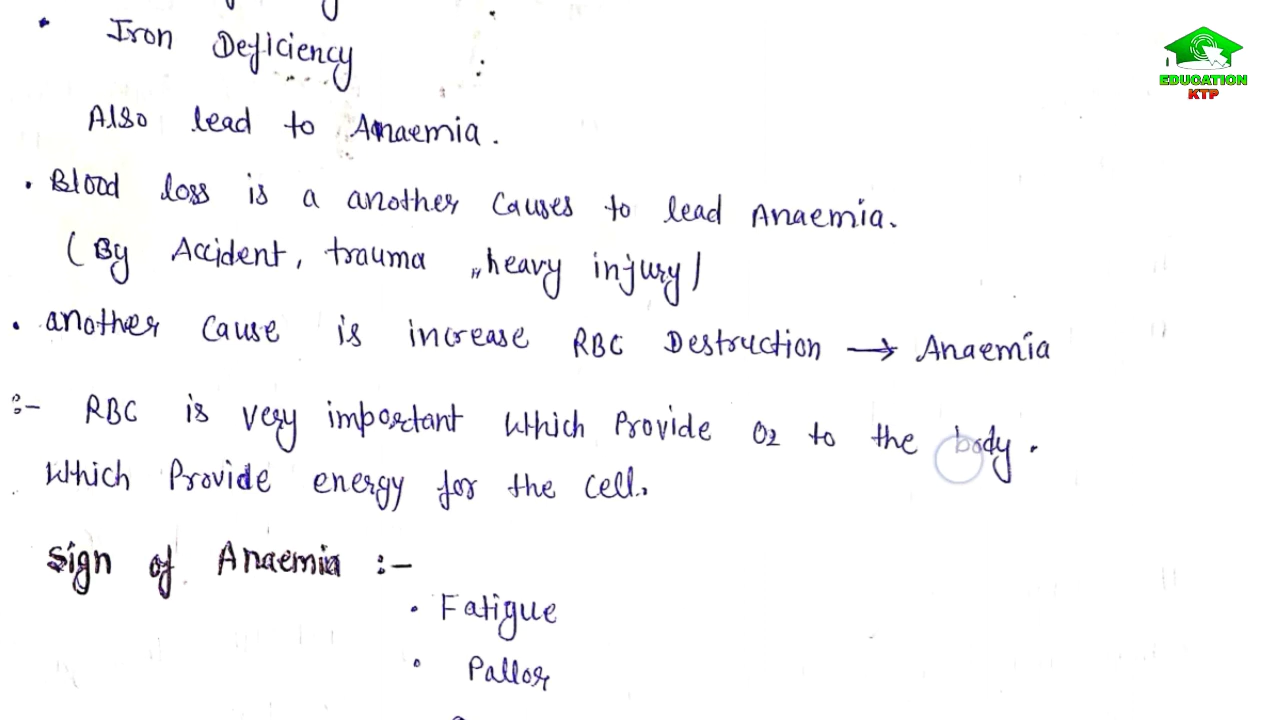 • Iron Deficiency
Also lead to Anaemia.
• Blood loss is a another causes to lead Anaemia.
( By Accident, trauma ,, heavy injury )
• another cause is increase RBC Destruction → Anaemia
:- RBC is very important which provide O2 to the body.
Which Provide energy for the cell.
Sign of Anaemia :-
• Fatigue
• Pallor
EDUCATION
KTP